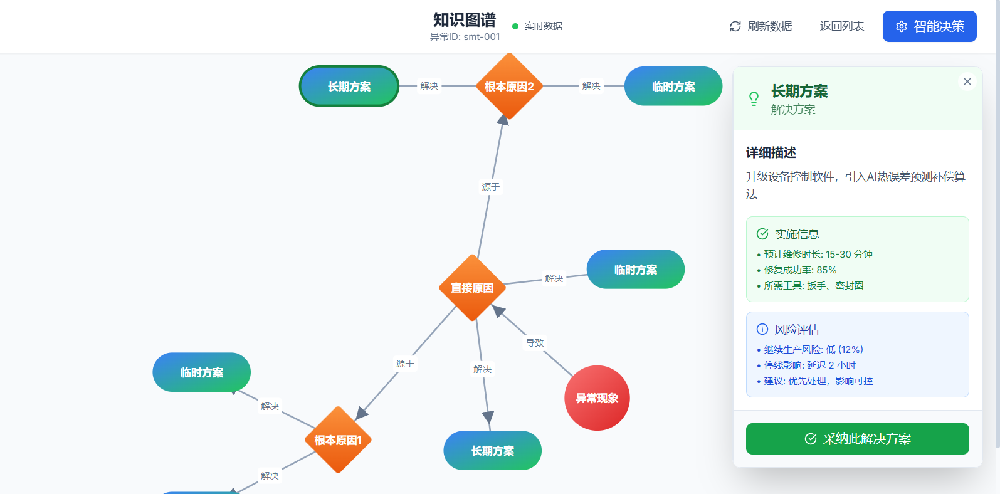 知识图谱
异常ID: smt-001
实时数据
刷新数据
返回列表
智能决策
长期方案
解决
根本原因2
解决
临时方案
源于
临时方案
解决
直接原因
导致
源于
解决
临时方案
异常现象
解决
根本原因1
长期方案
解决
长期方案
解决方案
详细描述
升级设备控制软件，引入AI热误差预测补偿算
法
实施信息
• 预计维修时长: 15-30 分钟
• 修复成功率: 85%
• 所需工具: 扳手、密封圈
风险评估
• 继续生产风险: 低 (12%)
• 停线影响: 延迟 2 小时
• 建议: 优先处理，影响可控
采纳此解决方案